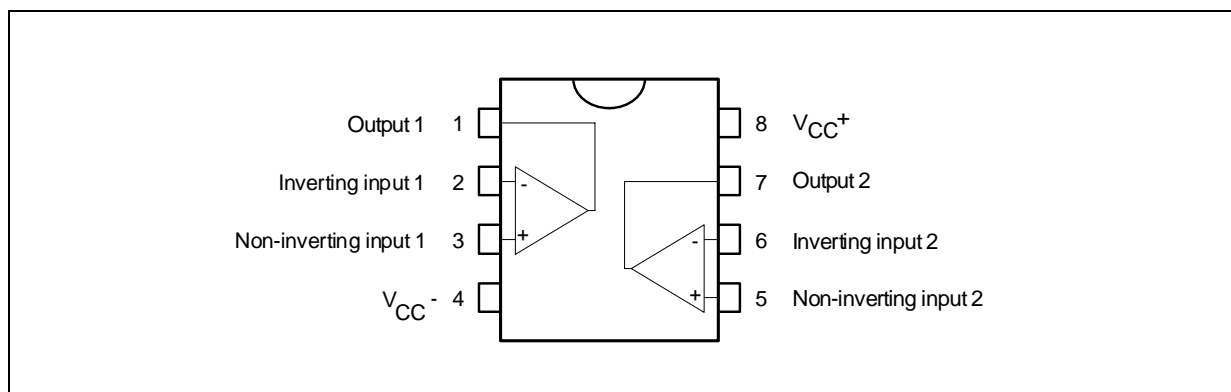 Output 1 1
Inverting input 1 2
-
Non-inverting input 1 3
+
VCC - 4
8 VCC+
7 Output 2
6 Inverting input 2
-
5 Non-inverting input 2
+